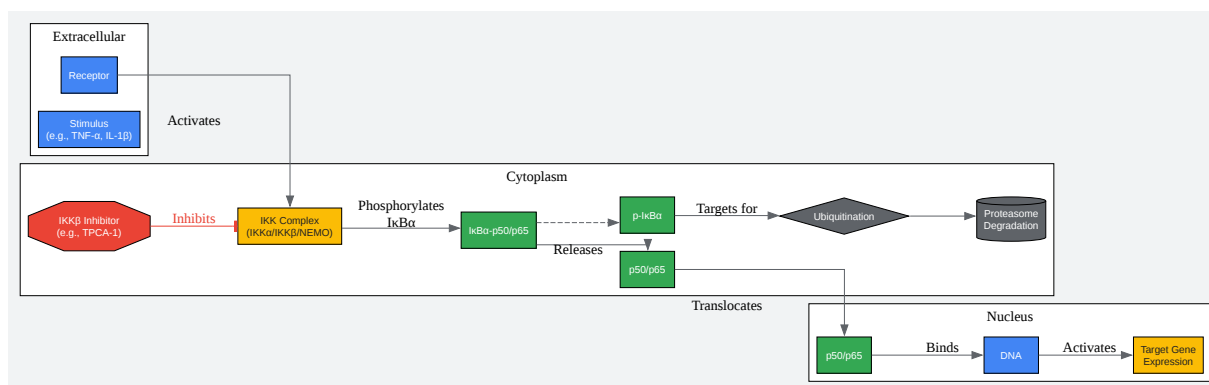 Extracellular
Receptor
Stimulus
(e.g., TNF-α, IL-1β)
Activates
Cytoplasm
IKKβ Inhibitor
(e.g., TPCA-1)
Inhibits
IKK Complex
(IKKα/IKKβ/NEMO)
Phosphorylates
IκBα
IκBα-p50/p65
Releases
p-IκBα
p50/p65
Targets for
Ubiquitination
Proteasome
Degradation
Translocates
Nucleus
p50/p65
Binds
DNA
Activates
Target Gene
Expression